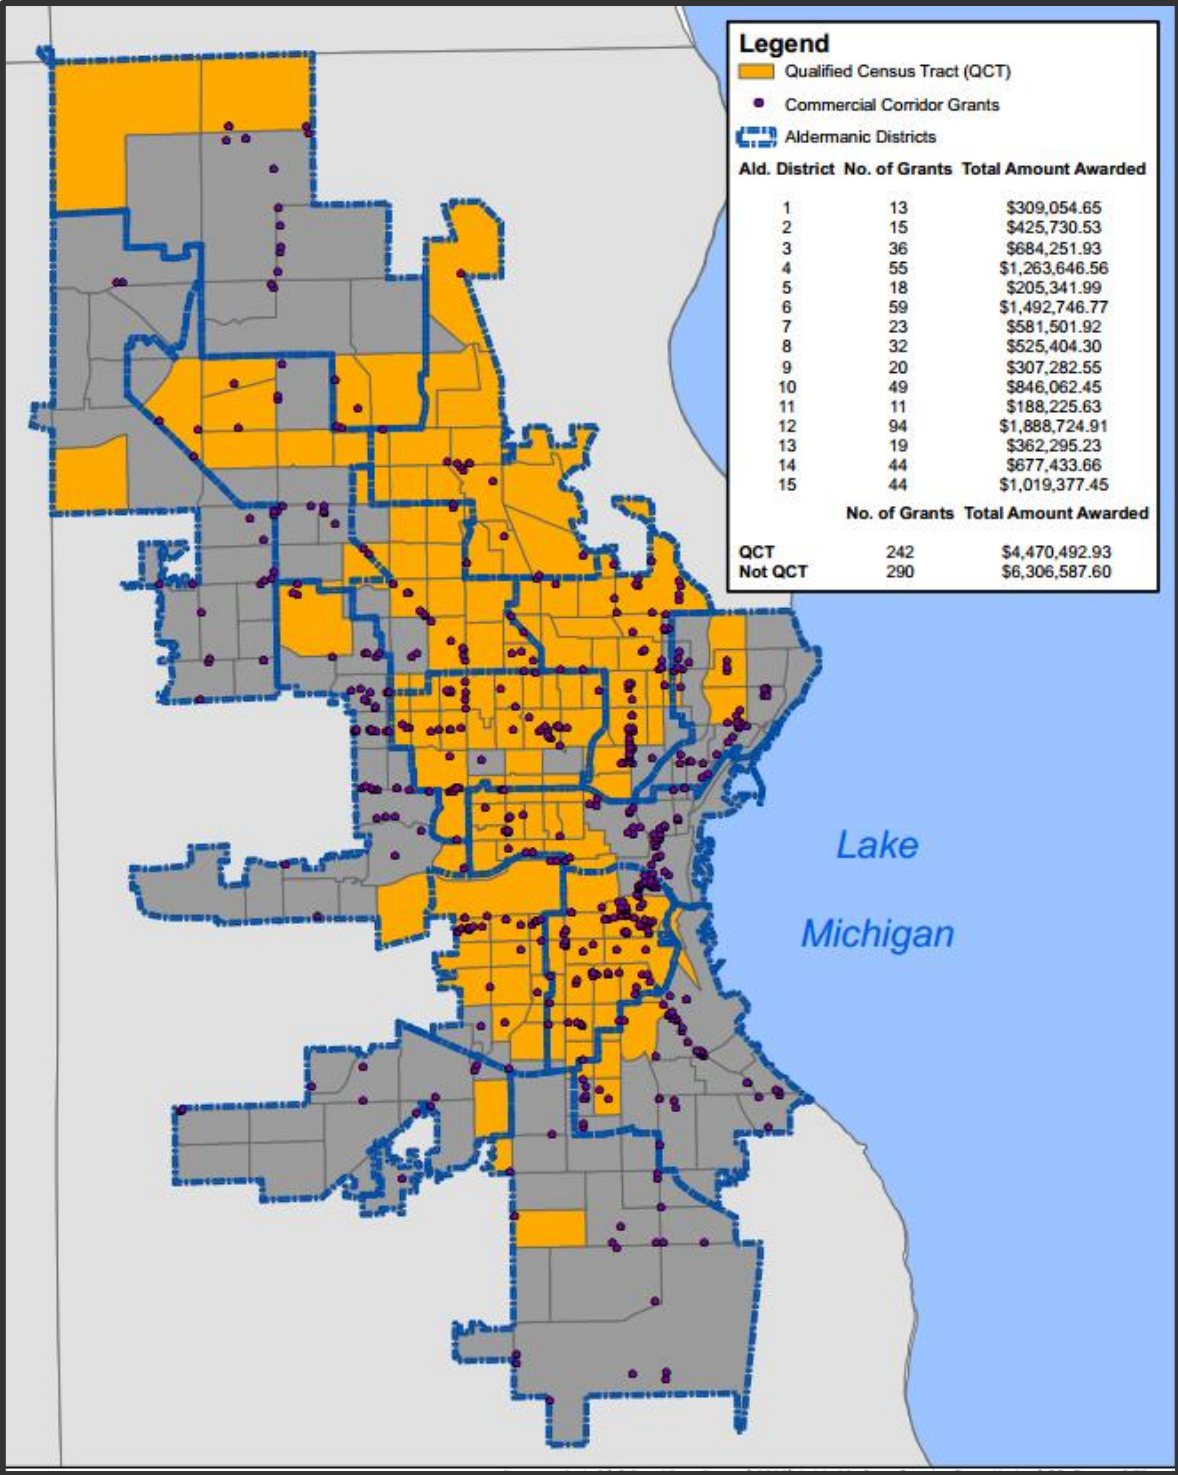 Legend
Qualified Census Tract (QCT)
Commercial Corridor Grants
Aldermanic Districts
Ald. District No. of Grants Total Amount Awarded
1 13 $309,054.65
2 15 $425,730.53
3 36 $684,251.93
4 55 $1,263,646.56
5 18 $205,341.99
6 59 $1,492,746.77
7 23 $581,501.92
8 32 $525,404.30
9 20 $307,282.55
10 49 $846,062.45
11 11 $188,225.63
12 94 $1,888,724.91
13 19 $362,295.23
14 44 $677,433.66
15 44 $1,019,377.45
No. of Grants Total Amount Awarded
QCT 242 $4,470,492.93
Not QCT 290 $6,306,587.60
Lake
Michigan